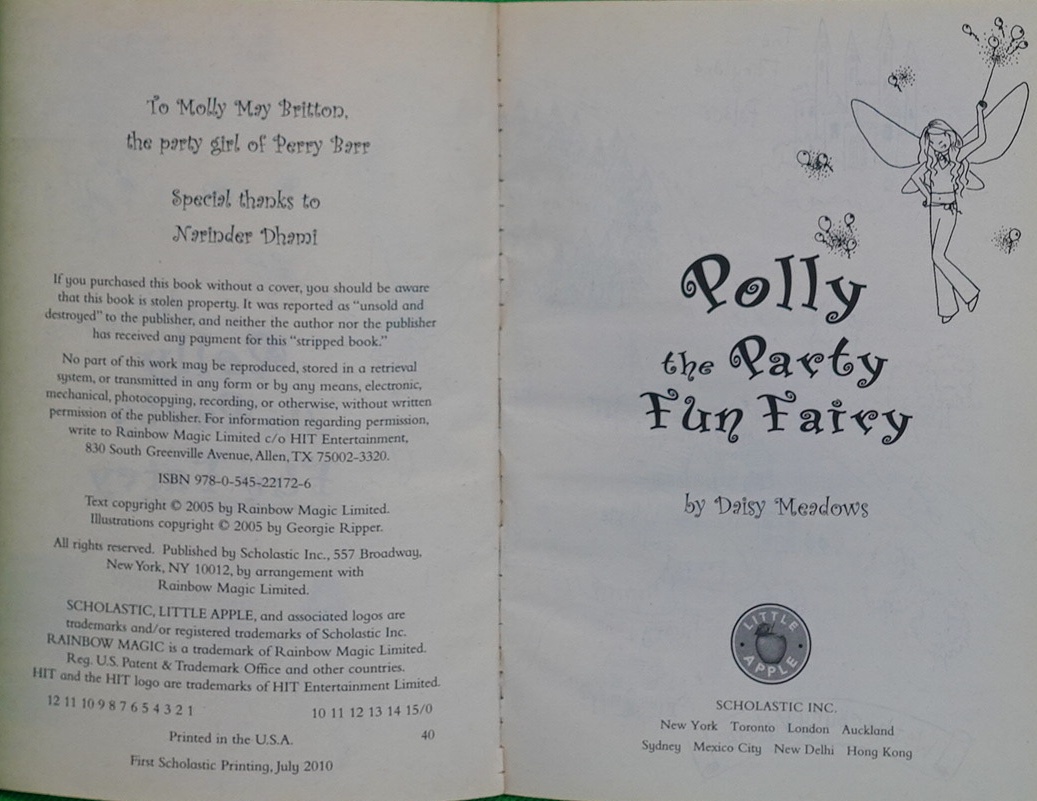 To Molly May Britton,
the party girl of Perry Barr
Special thanks to
Narinder Dhami
If you purchased this book without a cover, you should be aware
that this book is stolen property. It was reported as “unsold and
destroyed” to the publisher, and neither the author nor the publisher
has received any payment for this “stripped book.”
No part of this work may be reproduced, stored in a retrieval
system, or transmitted in any form or by any means, electronic,
mechanical, photocopying, recording, or otherwise, without written
permission of the publisher. For information regarding permission,
write to Rainbow Magic Limited c/o HIT Entertainment,
830 South Greenville Avenue, Allen, TX 75002-3320.
ISBN 978-0-545-22172-6
Text copyright © 2005 by Rainbow Magic Limited.
Illustrations copyright © 2005 by Georgie Ripper.
All rights reserved. Published by Scholastic Inc., 557 Broadway,
New York, NY 10012, by arrangement with
Rainbow Magic Limited.
SCHOLASTIC, LITTLE APPLE, and associated logos are
trademarks and/or registered trademarks of Scholastic Inc.
RAINBOW MAGIC is a trademark of Rainbow Magic Limited.
Reg. U.S. Patent & Trademark Office and other countries.
HIT and the HIT logo are trademarks of HIT Entertainment Limited.
12 11 10 9 8 7 6 5 4 3 2 1 10 11 12 13 14 15/0
Printed in the U.S.A. 40
First Scholastic Printing, July 2010
Polly
the Party
Fun Fairy
by Daisy Meadows
LITTLE
APPLE
SCHOLASTIC INC.
New York Toronto London Auckland
Sydney Mexico City New Delhi Hong Kong